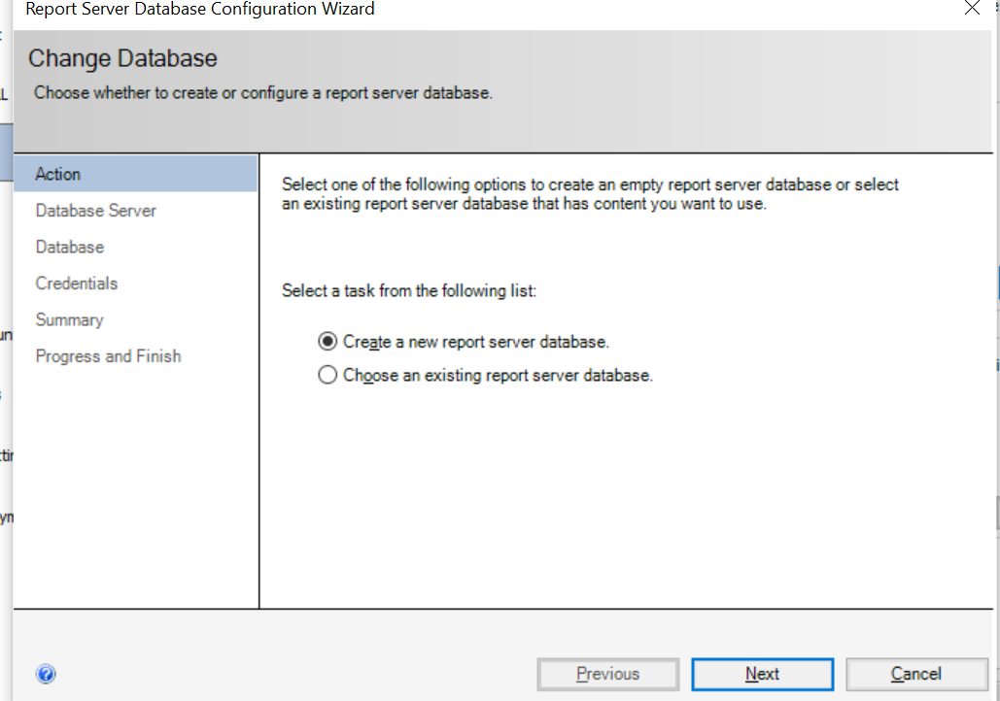 Report Server Database Configuration Wizard
Change Database
Choose whether to create or configure a report server database.
Action
Database Server
Database
Credentials
Summary
Progress and Finish
Select one of the following options to create an empty report server database or select
an existing report server database that has content you want to use.
Select a task from the following list:
Create a new report server database.
Choose an existing report server database.
Previous
Next
Cancel